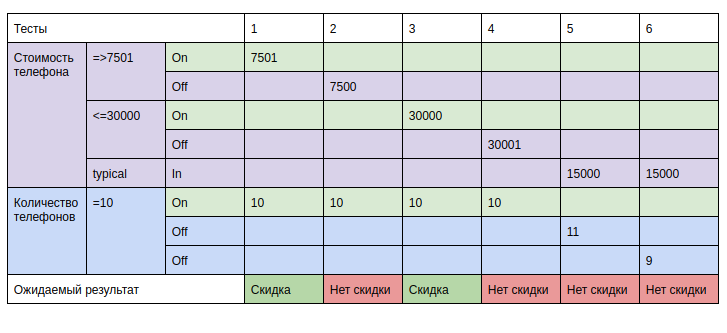 Тесты 1 2 3 4 5 6
Стоимость телефона =>7501 On 7501
Off 7500
<=30000 On 30000
Off 30001
typical In 15000 15000
Количество телефонов =10 On 10 10 10 10
Off 11
Off 9
Ожидаемый результат Скидка Нет скидки Скидка Нет скидки Нет скидки Нет скидки